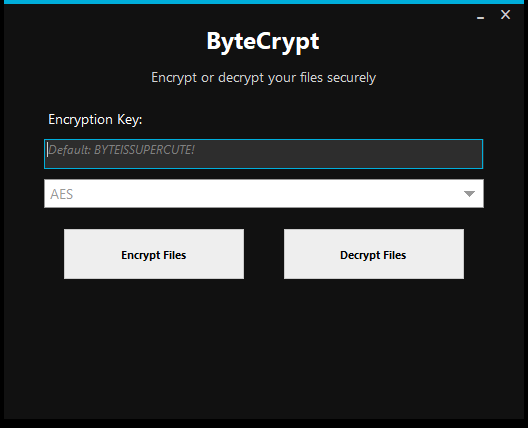 ByteCrypt
Encrypt or decrypt your files securely
Encryption Key:
Default: BYTEISSUPERCUTE!
AES
Encrypt Files
Decrypt Files